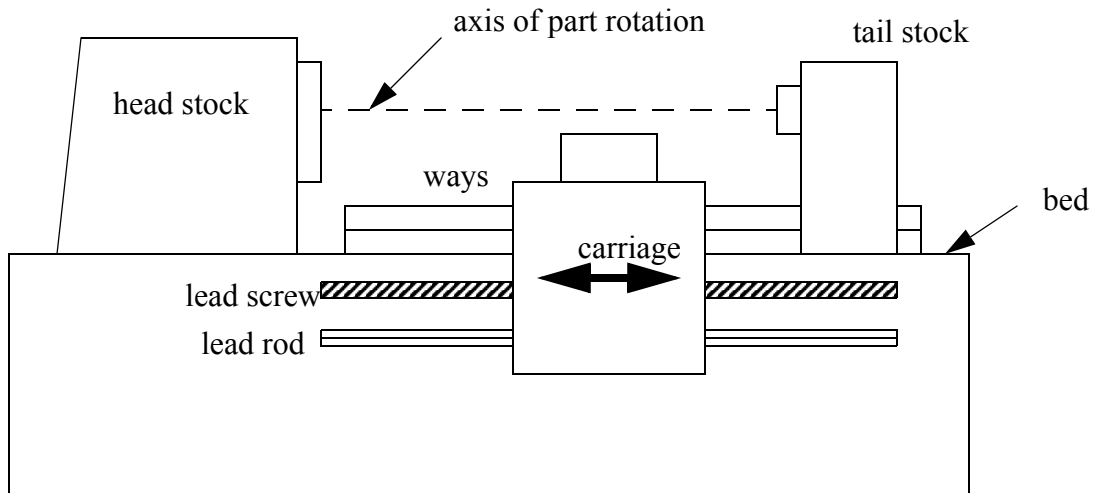 axis of part rotation
tail stock
head stock
ways
bed
carriage
lead screw
lead rod